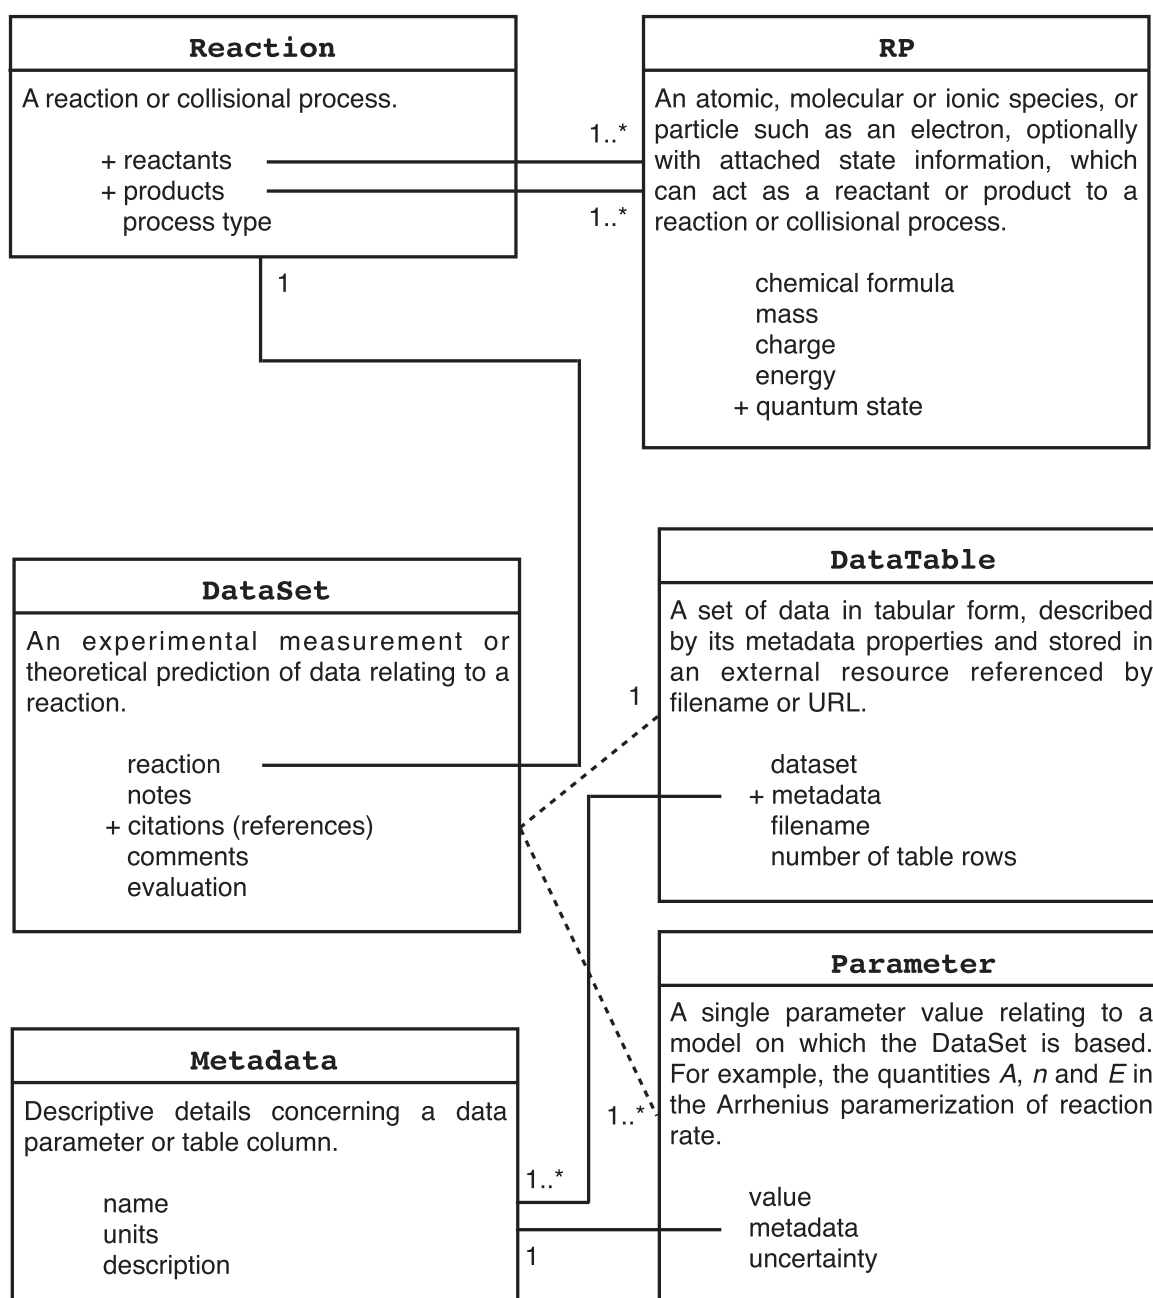 Reaction
A reaction or collisional process.
+ reactants
+ products
process type
1..*
1..*
1
RP
An atomic, molecular or ionic species, or
particle such as an electron, optionally
with attached state information, which
can act as a reactant or product to a
reaction or collisional process.
chemical formula
mass
charge
energy
+ quantum state
DataSet
An experimental measurement or
theoretical prediction of data relating to a
reaction.
reaction
notes
+ citations (references)
comments
evaluation
1
DataTable
A set of data in tabular form, described
by its metadata properties and stored in
an external resource referenced by
filename or URL.
dataset
+ metadata
filename
number of table rows
Metadata
Descriptive details concerning a data
parameter or table column.
name
units
description
1..*
1
1..*
Parameter
A single parameter value relating to a
model on which the DataSet is based.
For example, the quantities A, n and E in
the Arrhenius paramerization of reaction
rate.
value
metadata
uncertainty